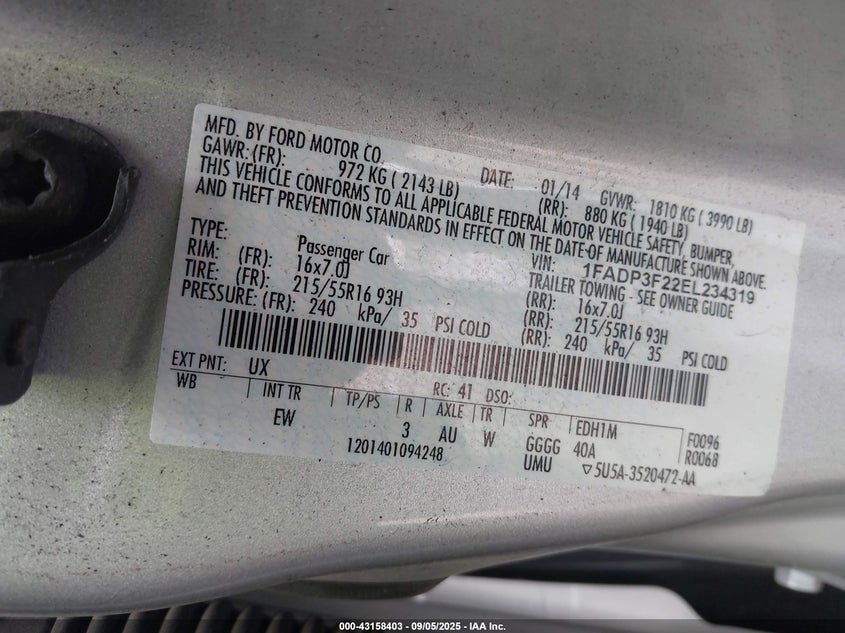 MFD. BY FORD MOTOR CO. DATE: 01/14 GVWR: 1810 KG ( 3990 LB)
GAWR:(FR): 972 KG ( 2143 LB) (RR): 880 KG ( 1940 LB)
THIS VEHICLE CONFORMS TO ALL APPLICABLE FEDERAL MOTOR VEHICLE SAFETY, BUMPER,
AND THEFT PREVENTION STANDARDS IN EFFECT ON THE DATE OF MANUFACTURE SHOWN ABOVE.
VIN: 1FADP3F22EL234319
TYPE: Passenger Car TRAILER TOWING - SEE OWNER GUIDE
RIM: (FR): 16x7.0J (RR): 16x7.0J
TIRE: (FR): 215/55R16 93H (RR): 215/55R16 93H
PRESSURE: (FR): 240 kPa/ 35 PSI COLD (RR): 240 kPa/ 35 PSI COLD
EXT PNT: UX RC: 41 DSO:
WB INT TR TP/PS R AXLE TR SPR EDH1M F0096
EW 3 AU W GGGG 40A R0068
1201401094248 UMU ▽5U5A-3520472-AA
000-43158403 - 09/05/2025 - IAA Inc.